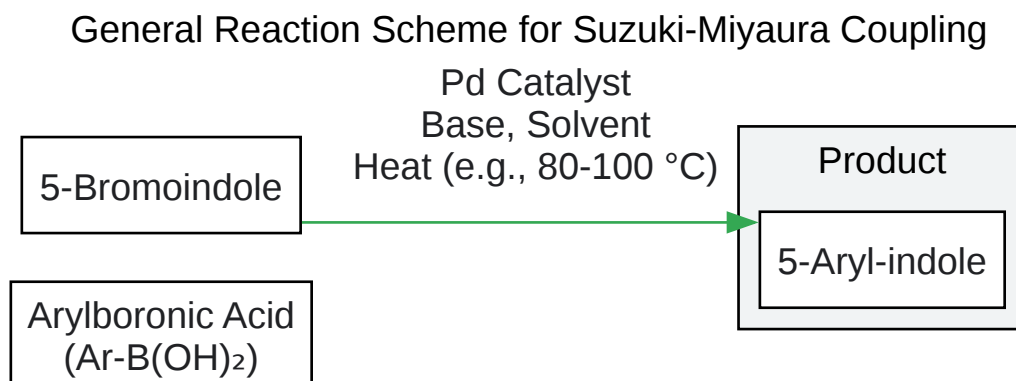 General Reaction Scheme for Suzuki-Miyaura Coupling
Pd Catalyst
Base, Solvent
Heat (e.g., 80-100 °C)
5-Bromoindole
Product
5-Aryl-indole
Arylboronic Acid
(Ar-B(OH)₂)